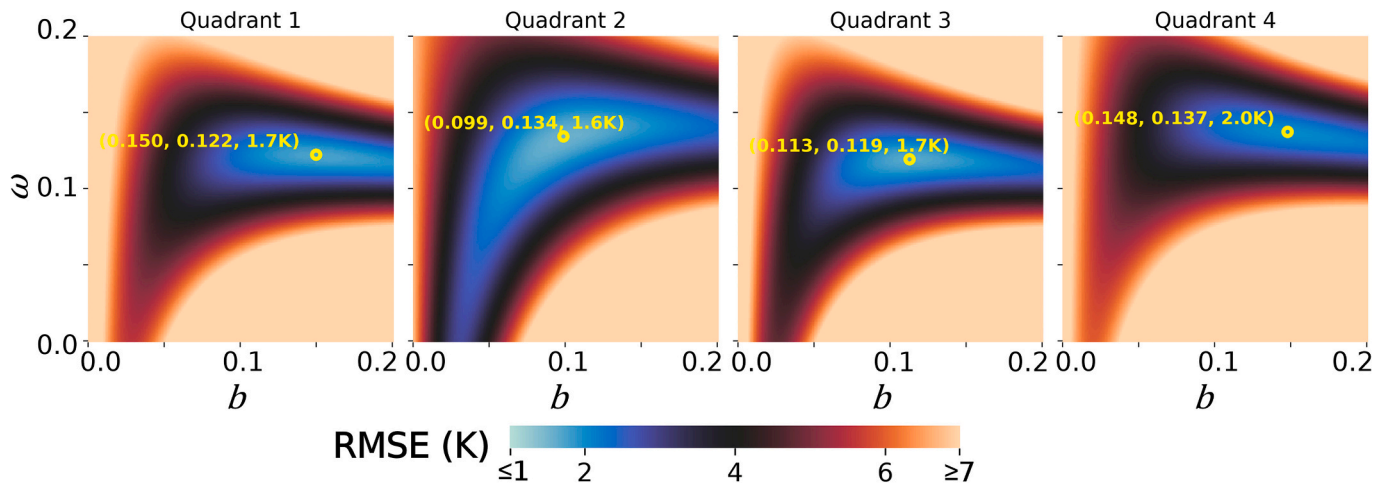 Quadrant 1 Quadrant 2 Quadrant 3 Quadrant 4
0.2
(0.150, 0.122, 1.7K) (0.099, 0.134, 1.6K) (0.113, 0.119, 1.7K) (0.148, 0.137, 2.0K)
ω 0.1
0.0
0.0 0.1 0.2 0.0 0.1 0.2 0.0 0.1 0.2 0.0 0.1 0.2
b b b b
RMSE (K)
≤1 2 4 6 ≥7